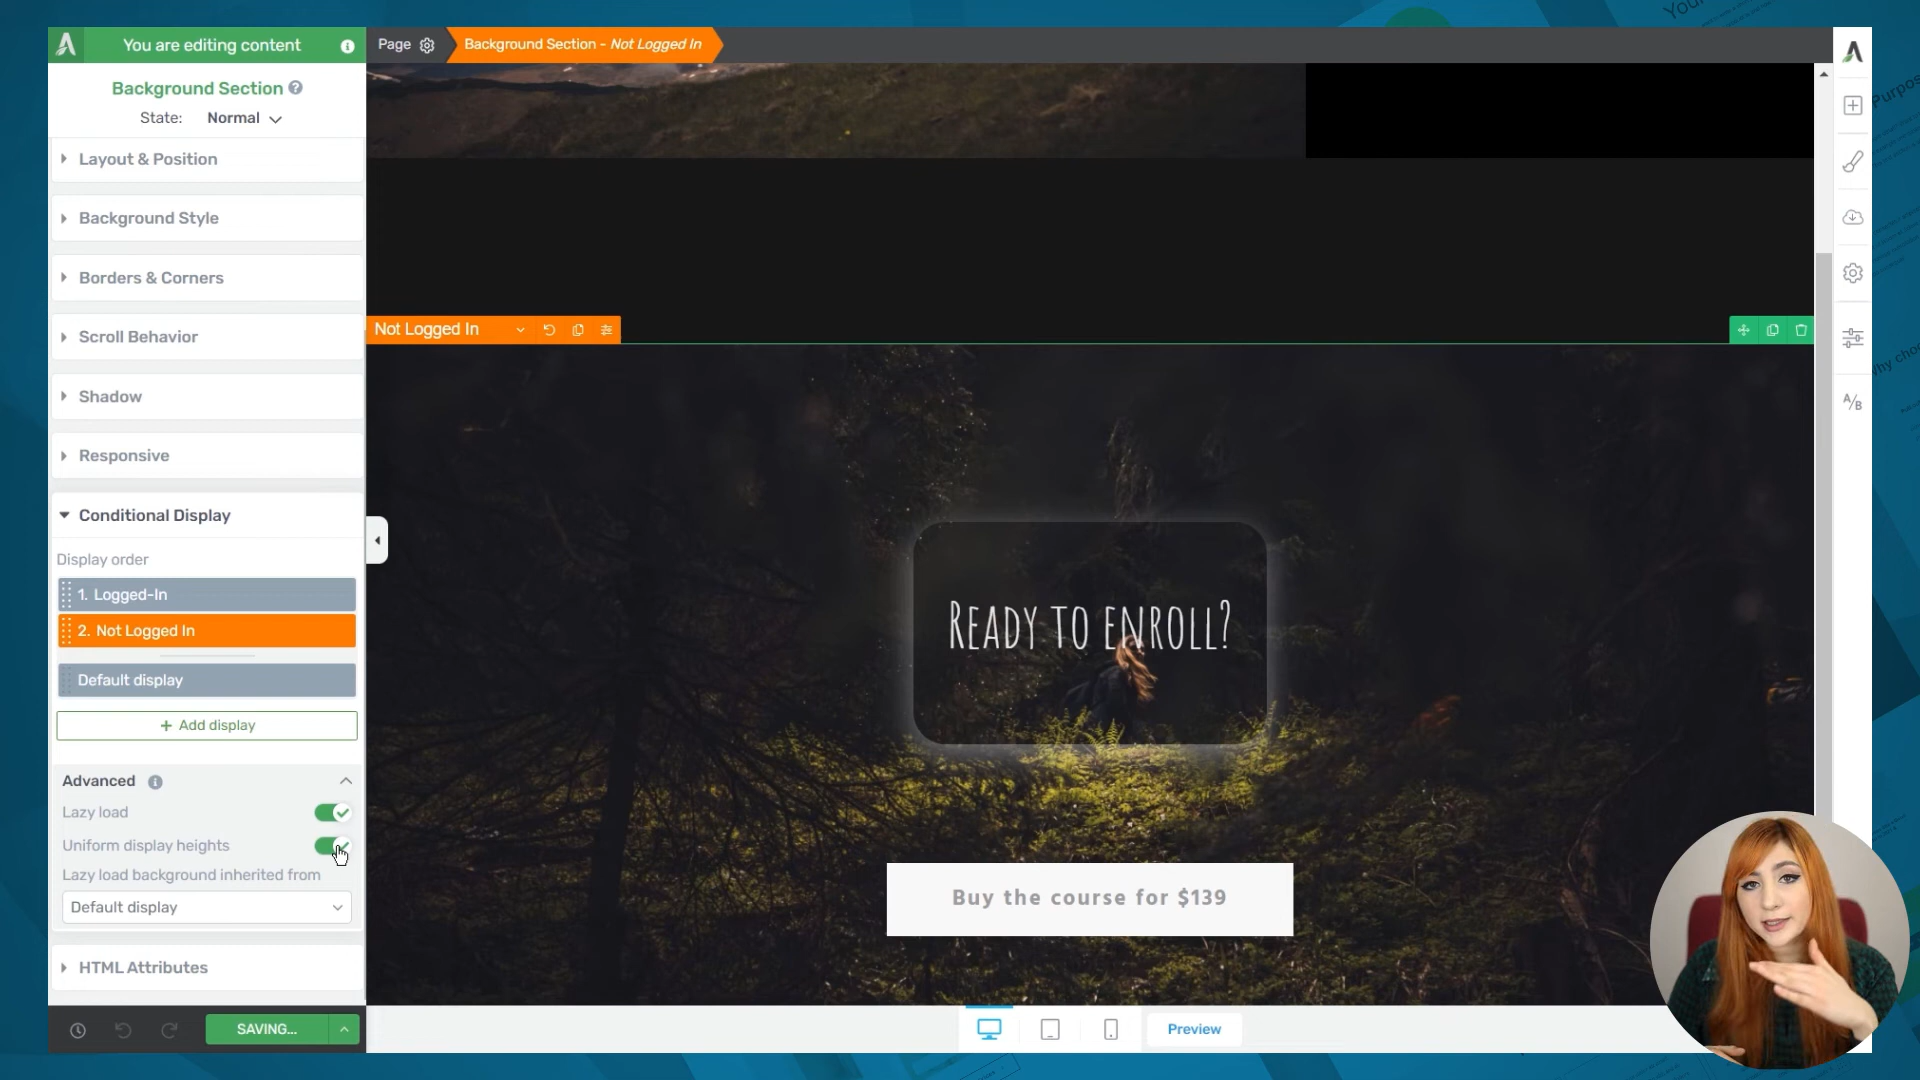 You are editing content
Page
Background Section - Not Logged In
Background Section
State: Normal
Layout & Position
Background Style
Borders & Corners
Scroll Behavior
Shadow
Responsive
Conditional Display
Display order
1. Logged-In
2. Not Logged In
Default display
+ Add display
Advanced
Lazy load
Uniform display heights
Lazy load background inherited from
Default display
HTML Attributes
SAVING...
Not Logged In
READY TO ENROLL?
Buy the course for $139
Preview
A/B
Purpos
Why choo